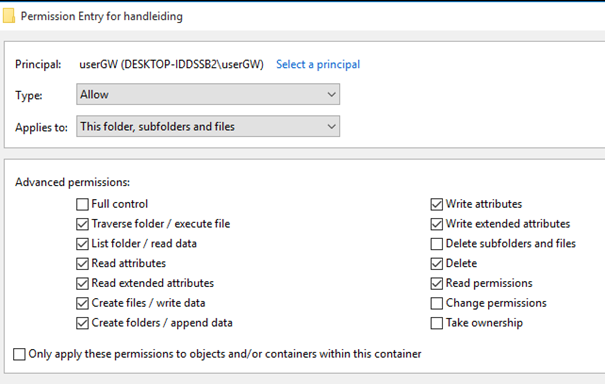 Permission Entry for handleiding
Principal: userGW (DESKTOP-IDDSSB2\userGW) Select a principal
Type: Allow
Applies to: This folder, subfolders and files
Advanced permissions:
Full control
Traverse folder / execute file
List folder / read data
Read attributes
Read extended attributes
Create files / write data
Create folders / append data
Write attributes
Write extended attributes
Delete subfolders and files
Delete
Read permissions
Change permissions
Take ownership
Only apply these permissions to objects and/or containers within this container